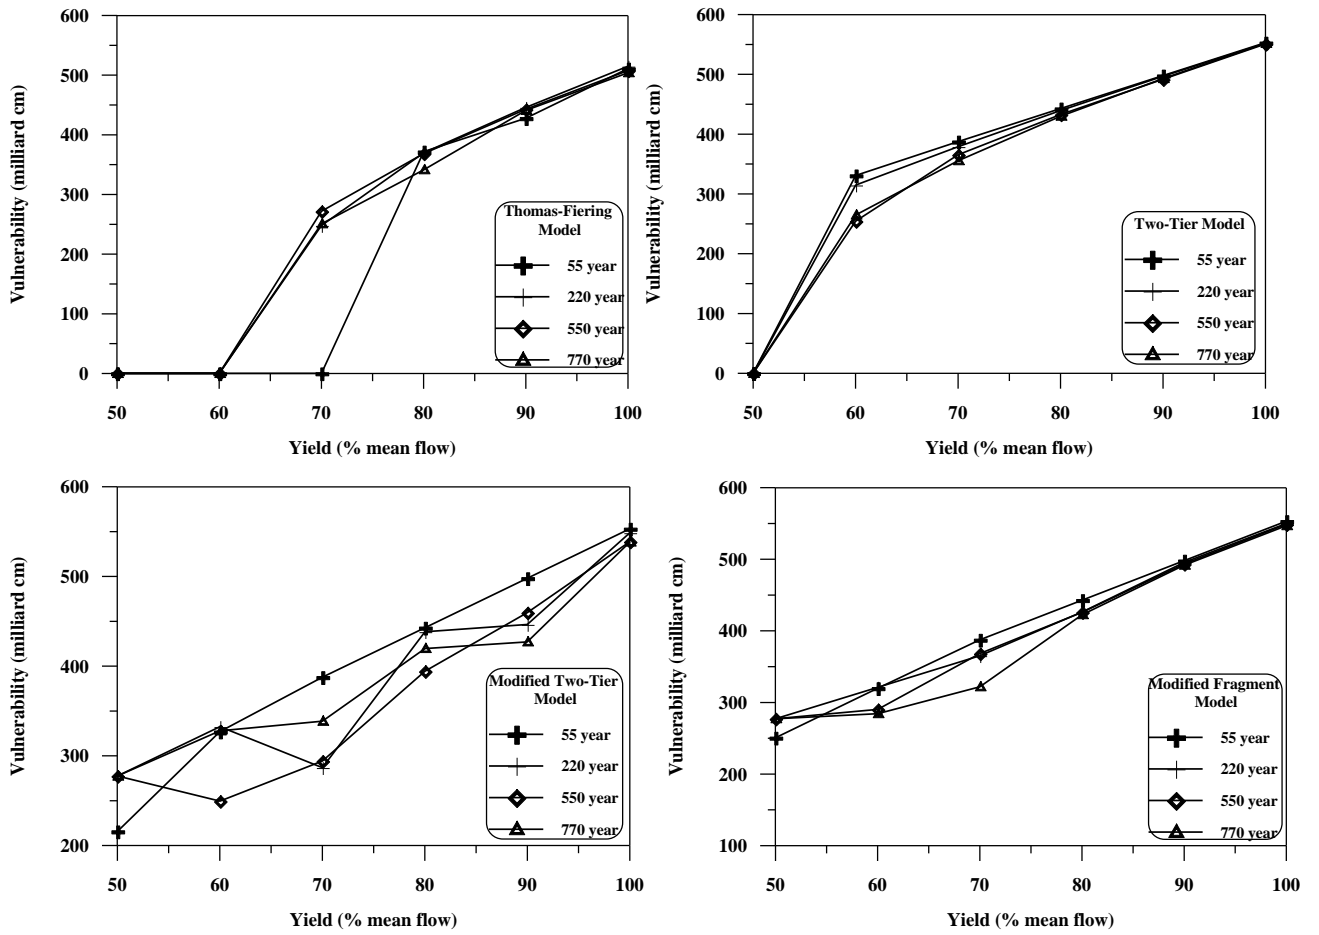 600
500
400
300
200
100
0
50 60 70 80 90 100
Yield (% mean flow)
Vulnerability (milliard cm)
Thomas-Fiering
Model
55 year
220 year
550 year
770 year
600
500
400
300
200
100
0
50 60 70 80 90 100
Yield (% mean flow)
Vulnerability (milliard cm)
Two-Tier Model
55 year
220 year
550 year
770 year
600
500
400
300
200
50 60 70 80 90 100
Yield (% mean flow)
Vulnerability (milliard cm)
Modified Two-Tier
Model
55 year
220 year
550 year
770 year
600
500
400
300
200
100
50 60 70 80 90 100
Yield (% mean flow)
Vulnerability (milliard cm)
Modified Fragment
Model
55 year
220 year
550 year
770 year